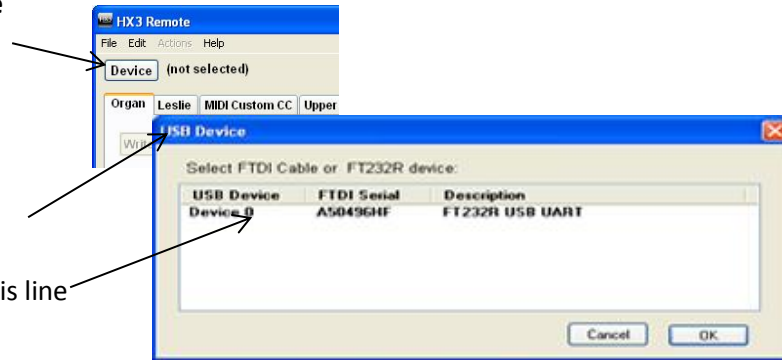 e
HX3 Remote
File Edit Actions Help
Device (not selected)
Organ Leslie MIDI Custom CC Upper
Writ
USB Device
Select FTDI Cable or FT232R device:
USB Device FTDI Serial Description
Device 0 A50496HF FT232R USB UART
is line
Cancel OK